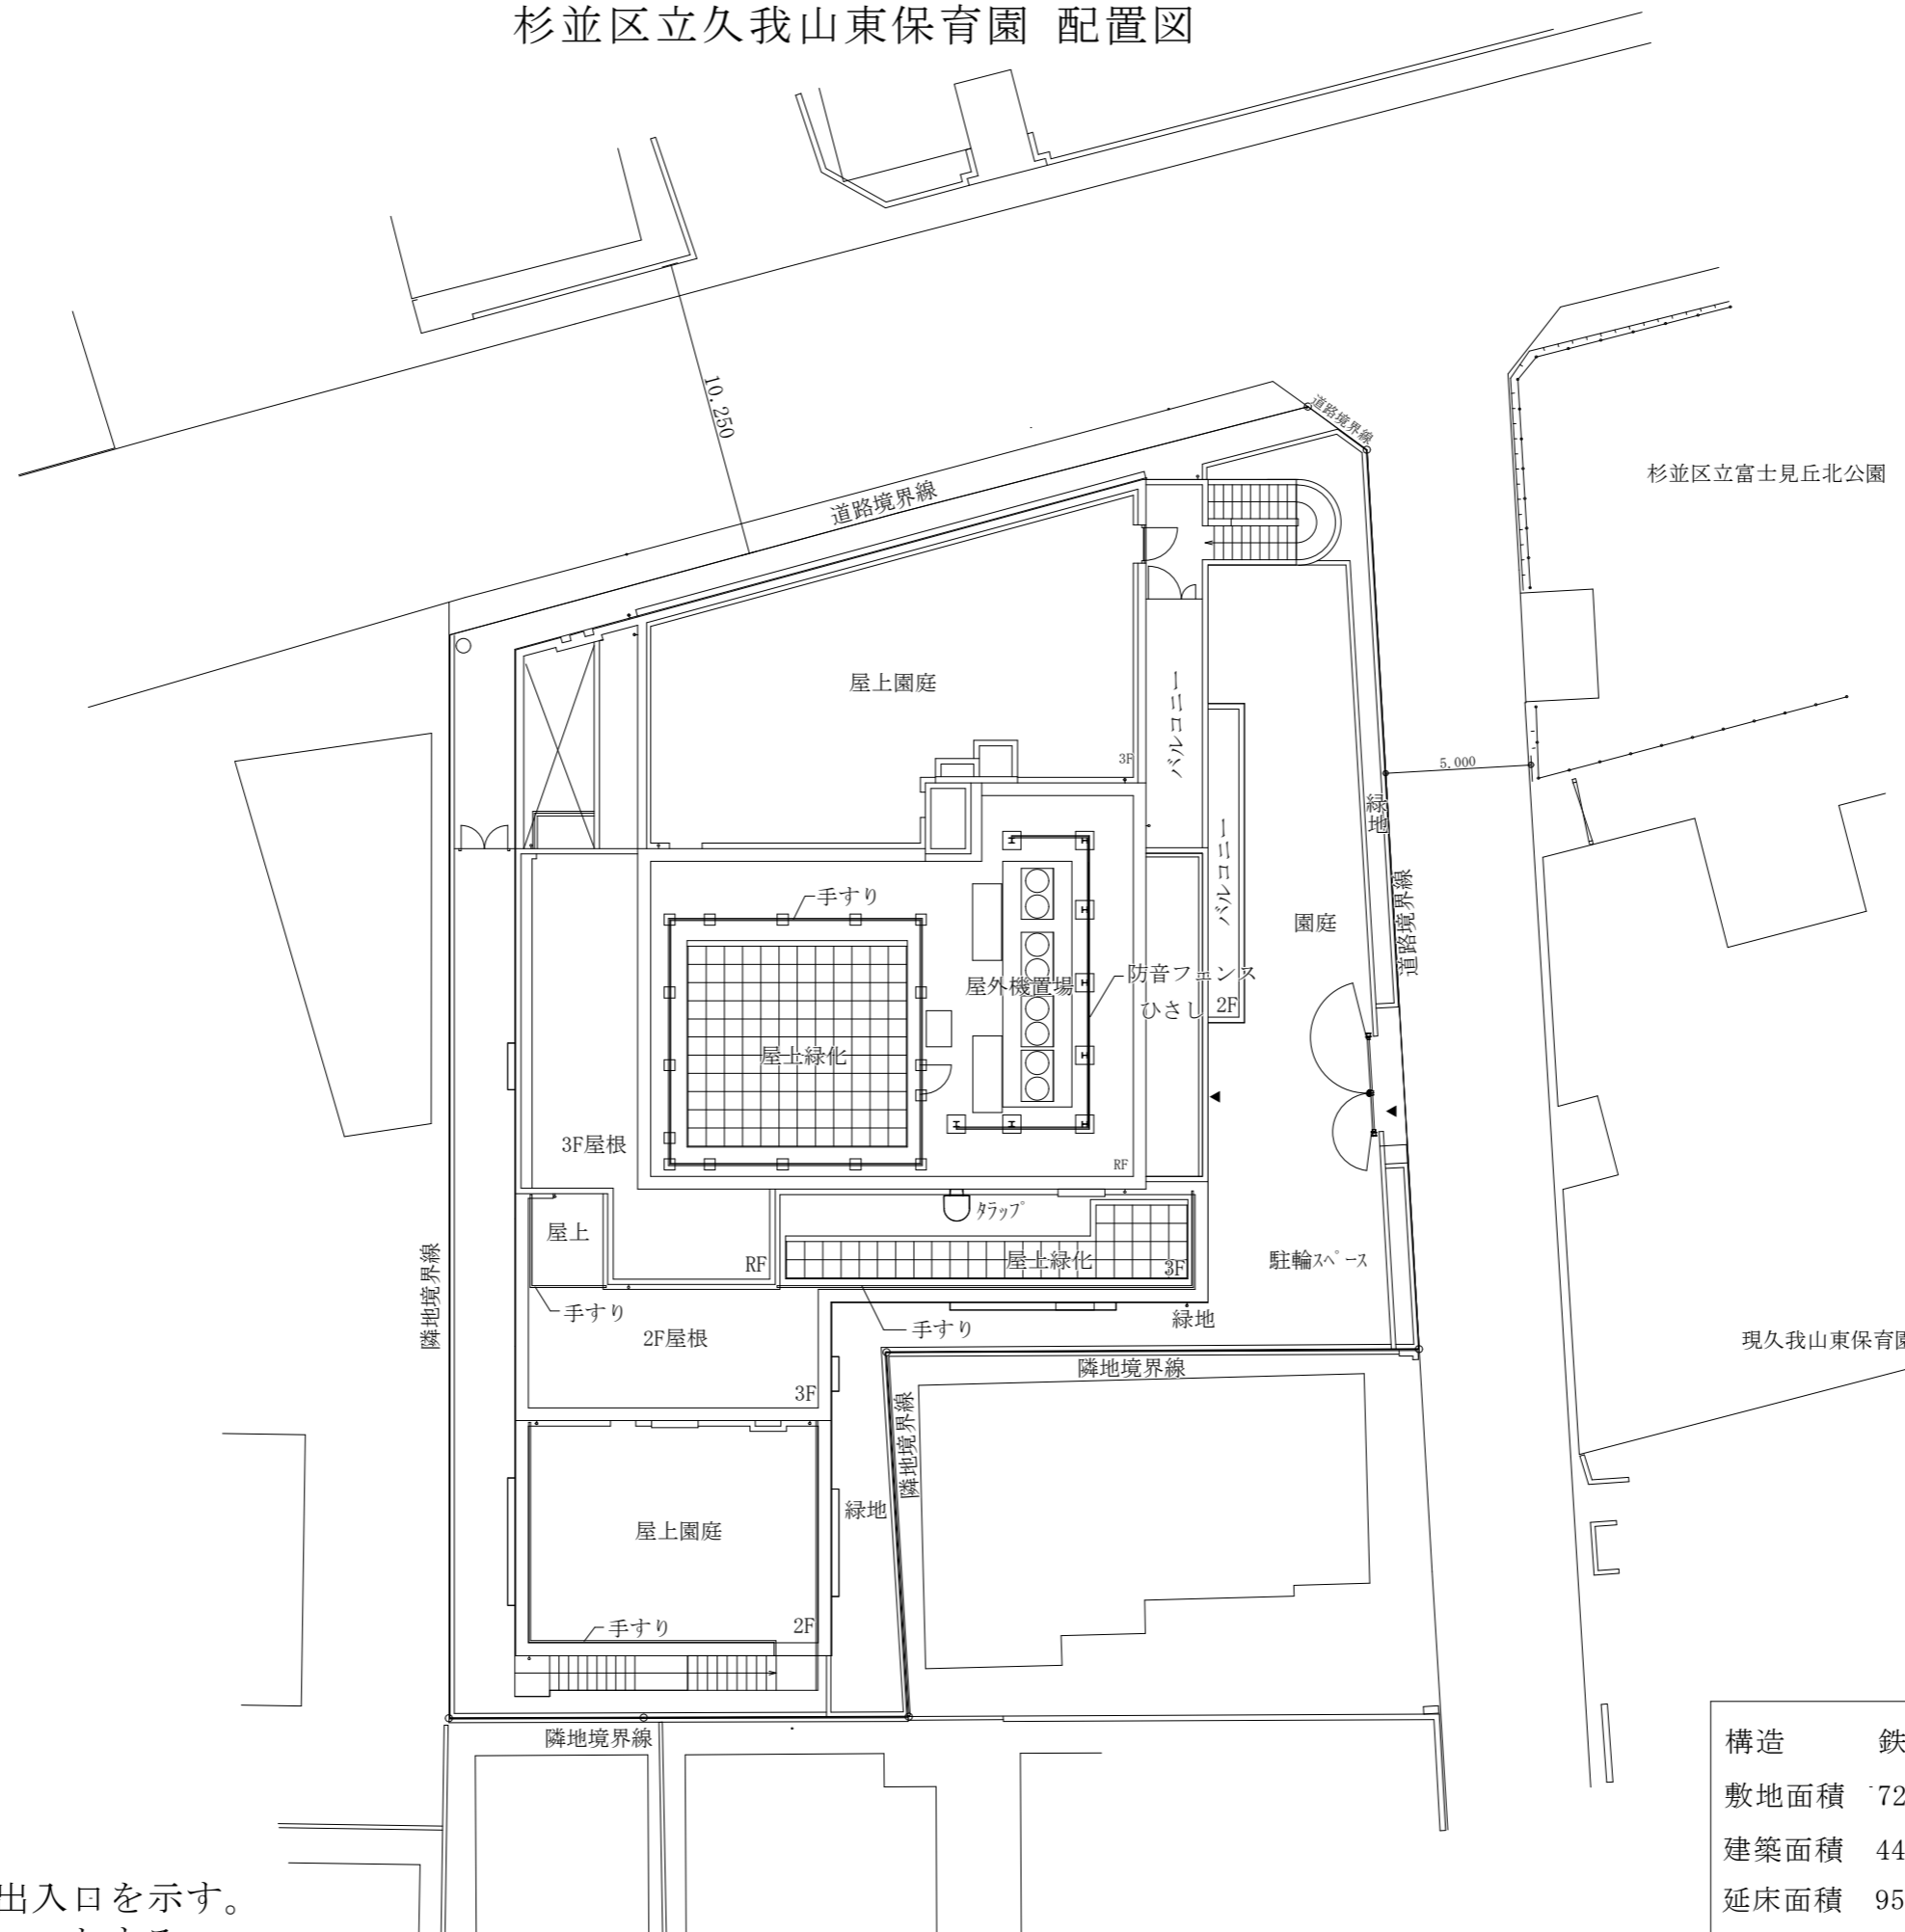 杉並区立久我山東保育園 配置図
10.250
道路境界線
道路境界線
杉並区立富士見丘北公園
屋上園庭
バルコニー
3F
5.000
緑地
バルコニー
道路境界線
手すり
園庭
防音フェンス
屋外機置場
ひさし 2F
屋上緑化
3F屋根
RF
タラップ
屋上
隣地境界線
RF
屋上緑化
3F
駐輪スペース
手すり
手すり
緑地
2F屋根
現久我山東保育園
隣地境界線
3F
隣地境界線
緑地
屋上園庭
手すり
2F
隣地境界線
構造 鉄
敷地面積 72
建築面積 44
延床面積 95
出入口を示す。